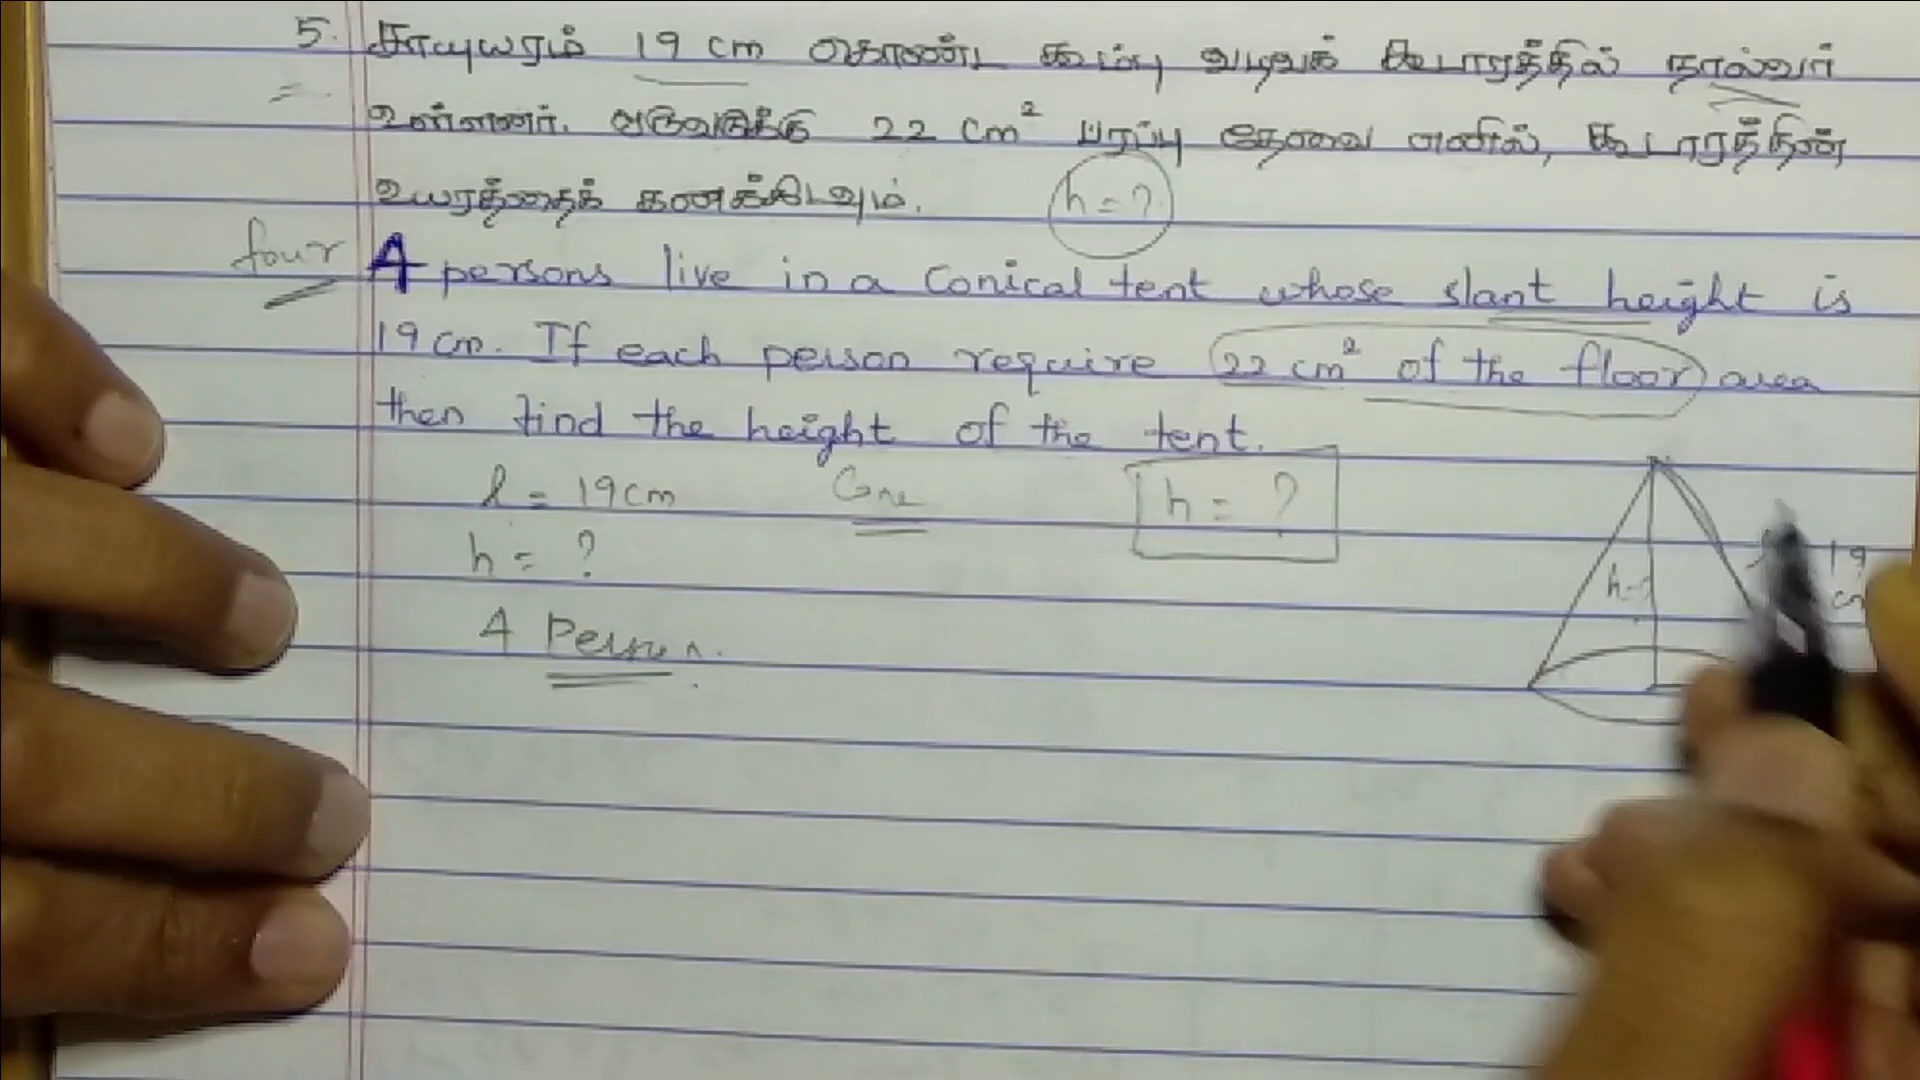 5. சாயுயரம் 19 cm கொண்ட கூம்பு வடிவக் கூடாரத்தில் நால்வர்
உள்ளனர். ஒருவருக்கு 22 cm² பரப்பு தேவை எனில், கூடாரத்தின்
உயரத்தைக் கணக்கிடவும். h = ?
four 4 persons live in a Conical tent whose slant height is
19 cm. If each person require 22 cm² of the floor area
then find the height of the tent.
l = 19cm h = ?
h = ?
4 Person.
h =
19